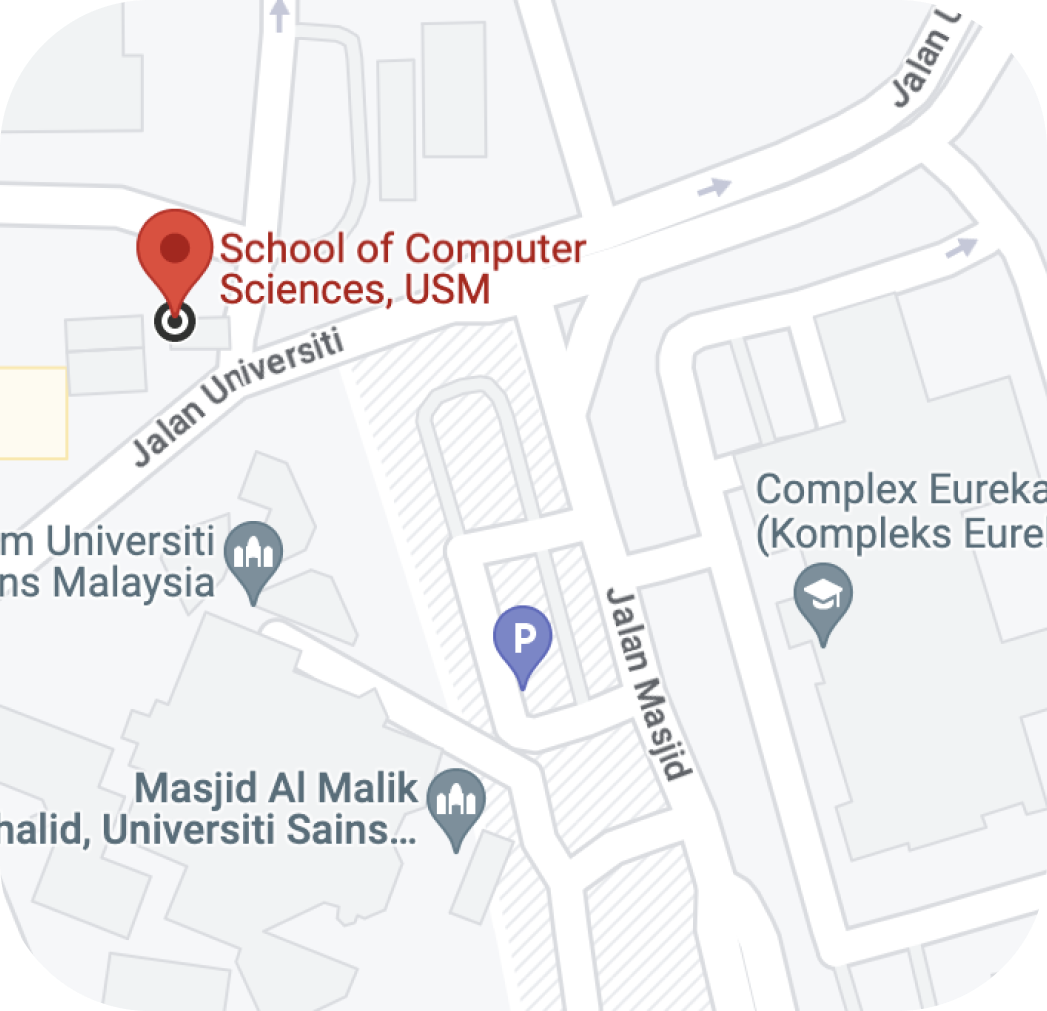 Jalan U
School of Computer
Sciences, USM
Jalan Universiti
Complex Eureka
(Kompleks Eurek
m Universiti
ns Malaysia
Jalan Masjid
P
Masjid Al Malik
halid, Universiti Sains...